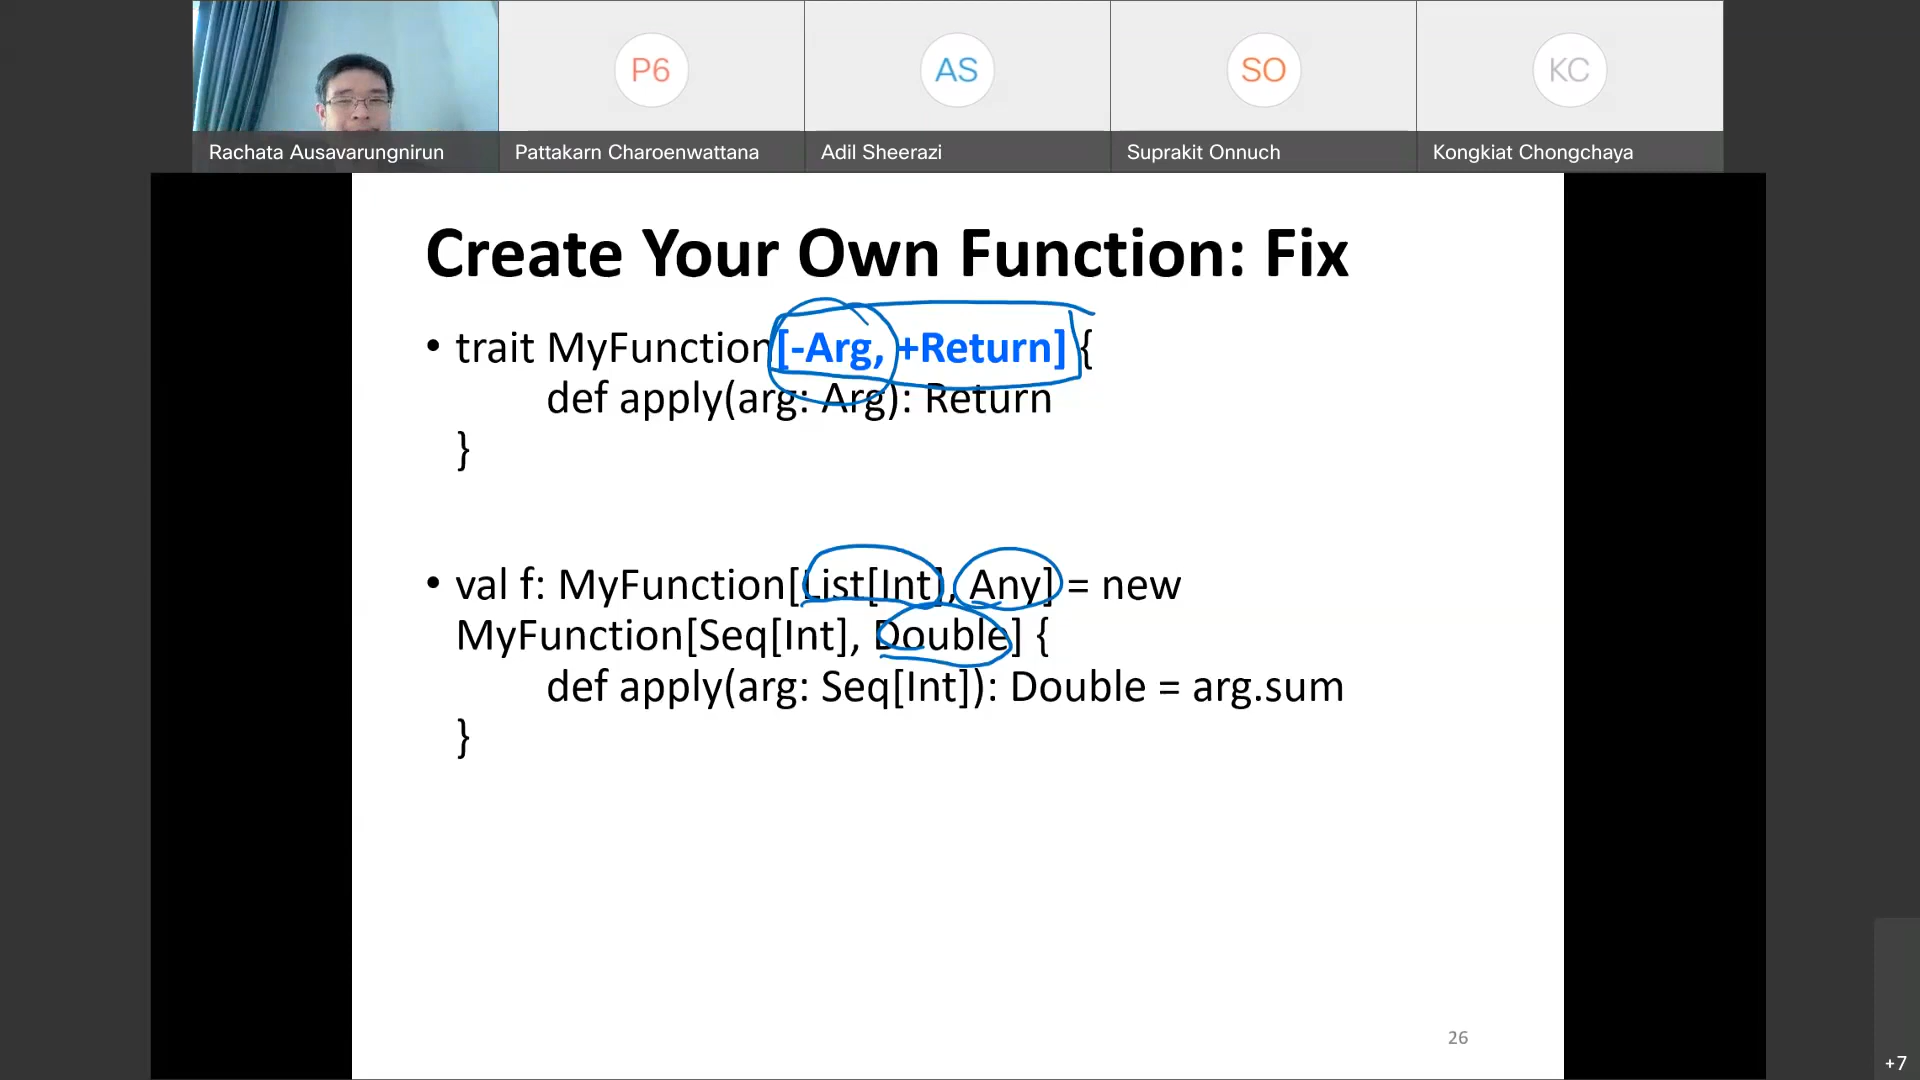 P6
AS
SO
KC
Rachata Ausavarungnirun
Pattakarn Charoenwattana
Adil Sheerazi
Suprakit Onnuch
Kongkiat Chongchaya
Create Your Own Function: Fix
• trait MyFunction[-Arg, +Return] {
def apply(arg: Arg): Return
}
• val f: MyFunction[List[Int], Any] = new
MyFunction[Seq[Int], Double] {
def apply(arg: Seq[Int]): Double = arg.sum
}
26
+7